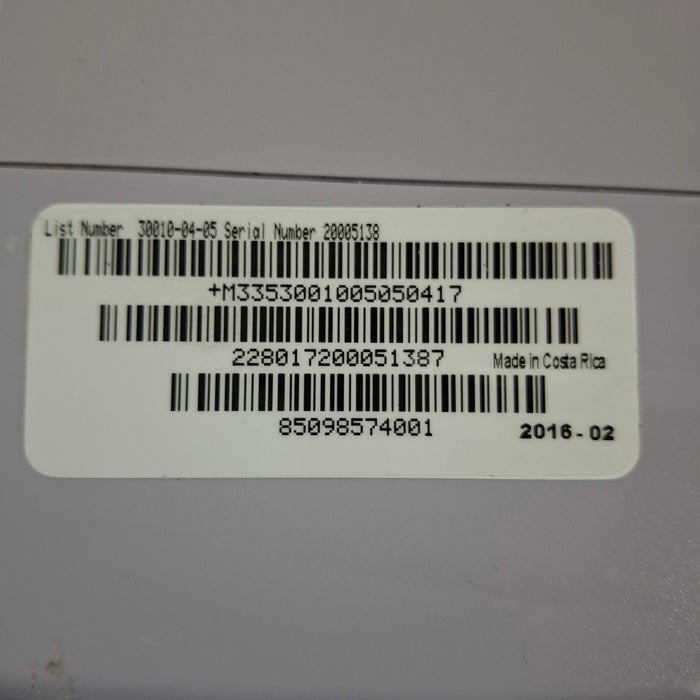 List Number 30010-04-05 Serial Number 20005138
+M3353001005050417
228017200051387
Made in Costa Rica
85098574001
2016-02